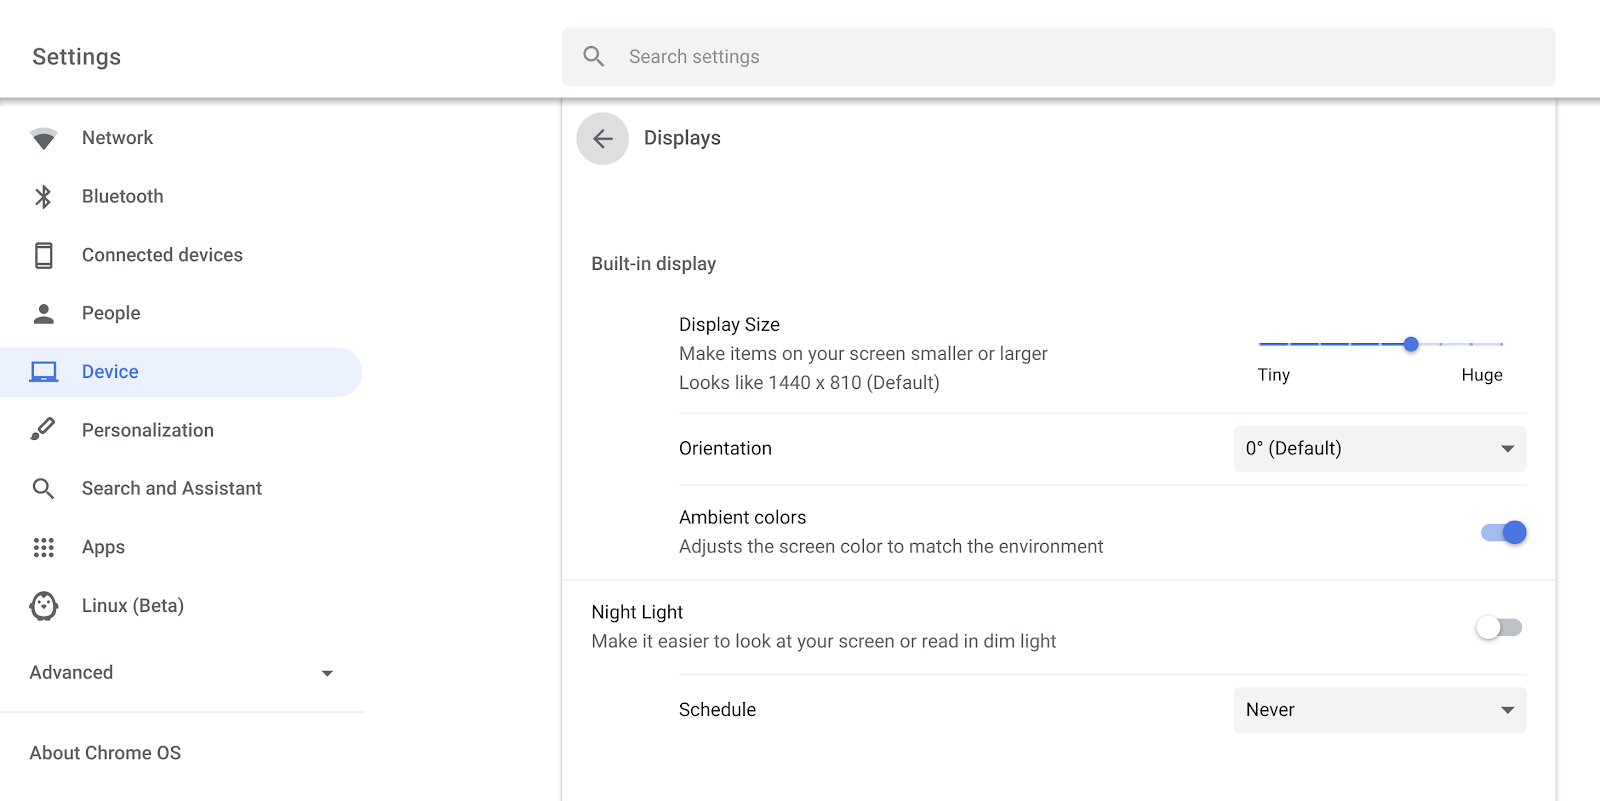 Settings
Search settings
Network
Bluetooth
Connected devices
People
Device
Personalization
Search and Assistant
Apps
Linux (Beta)
Advanced
About Chrome OS
Displays
Built-in display
Display Size
Make items on your screen smaller or larger
Looks like 1440 x 810 (Default)
Tiny
Huge
Orientation
0° (Default)
Ambient colors
Adjusts the screen color to match the environment
Night Light
Make it easier to look at your screen or read in dim light
Schedule
Never